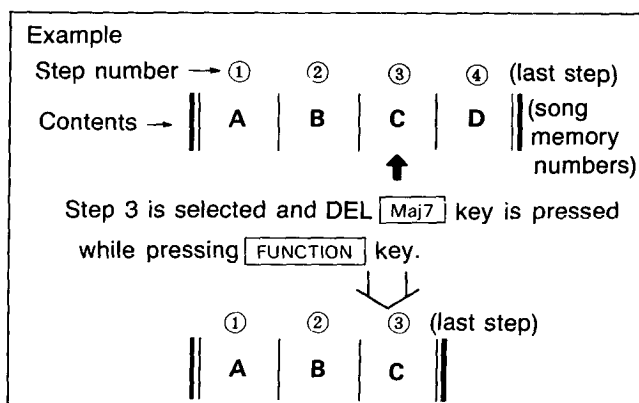 Example
Step number → ① ② ③ ④ (last step)
Contents → A B C D (song memory numbers)
Step 3 is selected and DEL Maj7 key is pressed
while pressing FUNCTION key.
① ② ③ (last step)
A B C